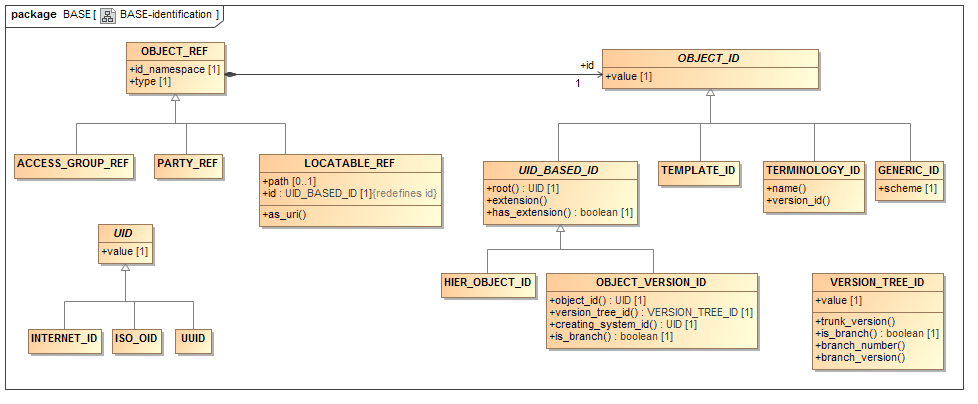 package BASE [ BASE-identification ]
OBJECT_REF
+id_namespace [1]
+type [1]
+id
1
OBJECT_ID
+value [1]
ACCESS_GROUP_REF
PARTY_REF
LOCATABLE_REF
+path [0..1]
+id : UID_BASED_ID [1]{redefines id}
+as_uri()
UID_BASED_ID
+root() : UID [1]
+extension()
+has_extension() : boolean [1]
TEMPLATE_ID
TERMINOLOGY_ID
+name()
+version_id()
GENERIC_ID
+scheme [1]
UID
+value [1]
HIER_OBJECT_ID
OBJECT_VERSION_ID
+object_id() : UID [1]
+version_tree_id() : VERSION_TREE_ID [1]
+creating_system_id() : UID [1]
+is_branch() : boolean [1]
VERSION_TREE_ID
+value [1]
+trunk_version()
+is_branch() : boolean [1]
+branch_number()
+branch_version()
INTERNET_ID
ISO_OID
UUID